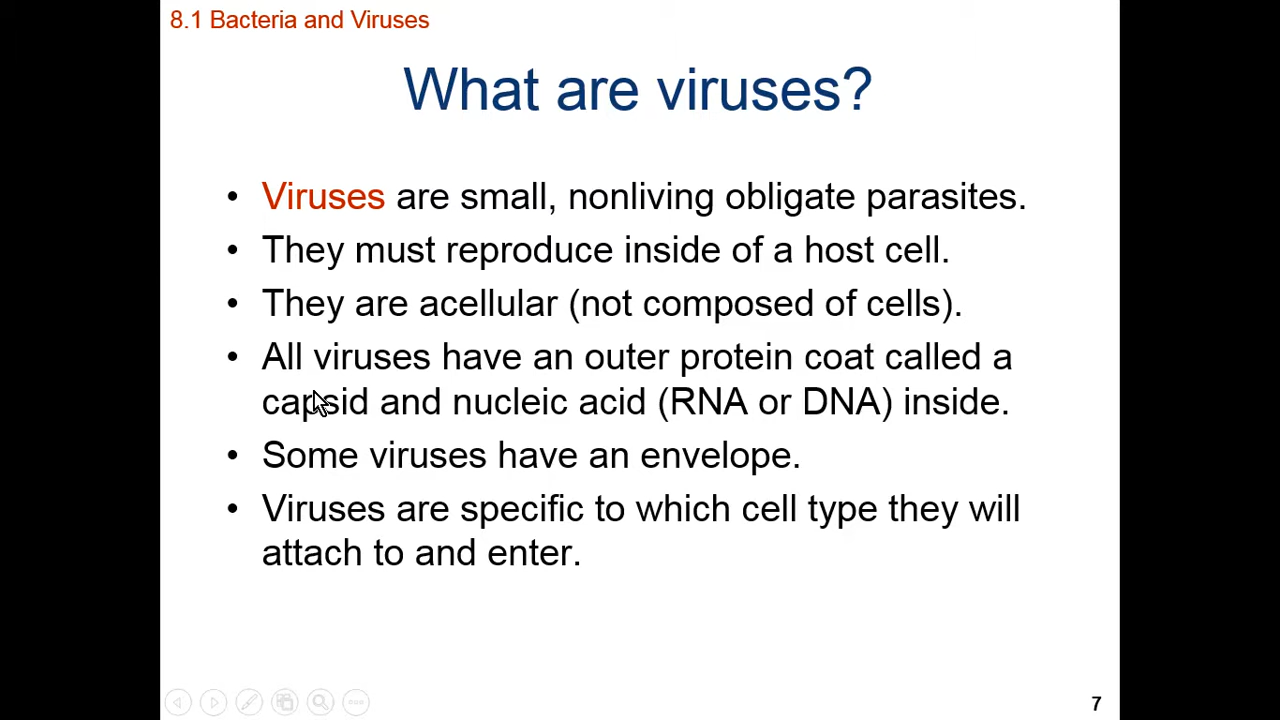 8.1 Bacteria and Viruses
What are viruses?
• Viruses are small, nonliving obligate parasites.
• They must reproduce inside of a host cell.
• They are acellular (not composed of cells).
• All viruses have an outer protein coat called a
capsid and nucleic acid (RNA or DNA) inside.
• Some viruses have an envelope.
• Viruses are specific to which cell type they will
attach to and enter.
7